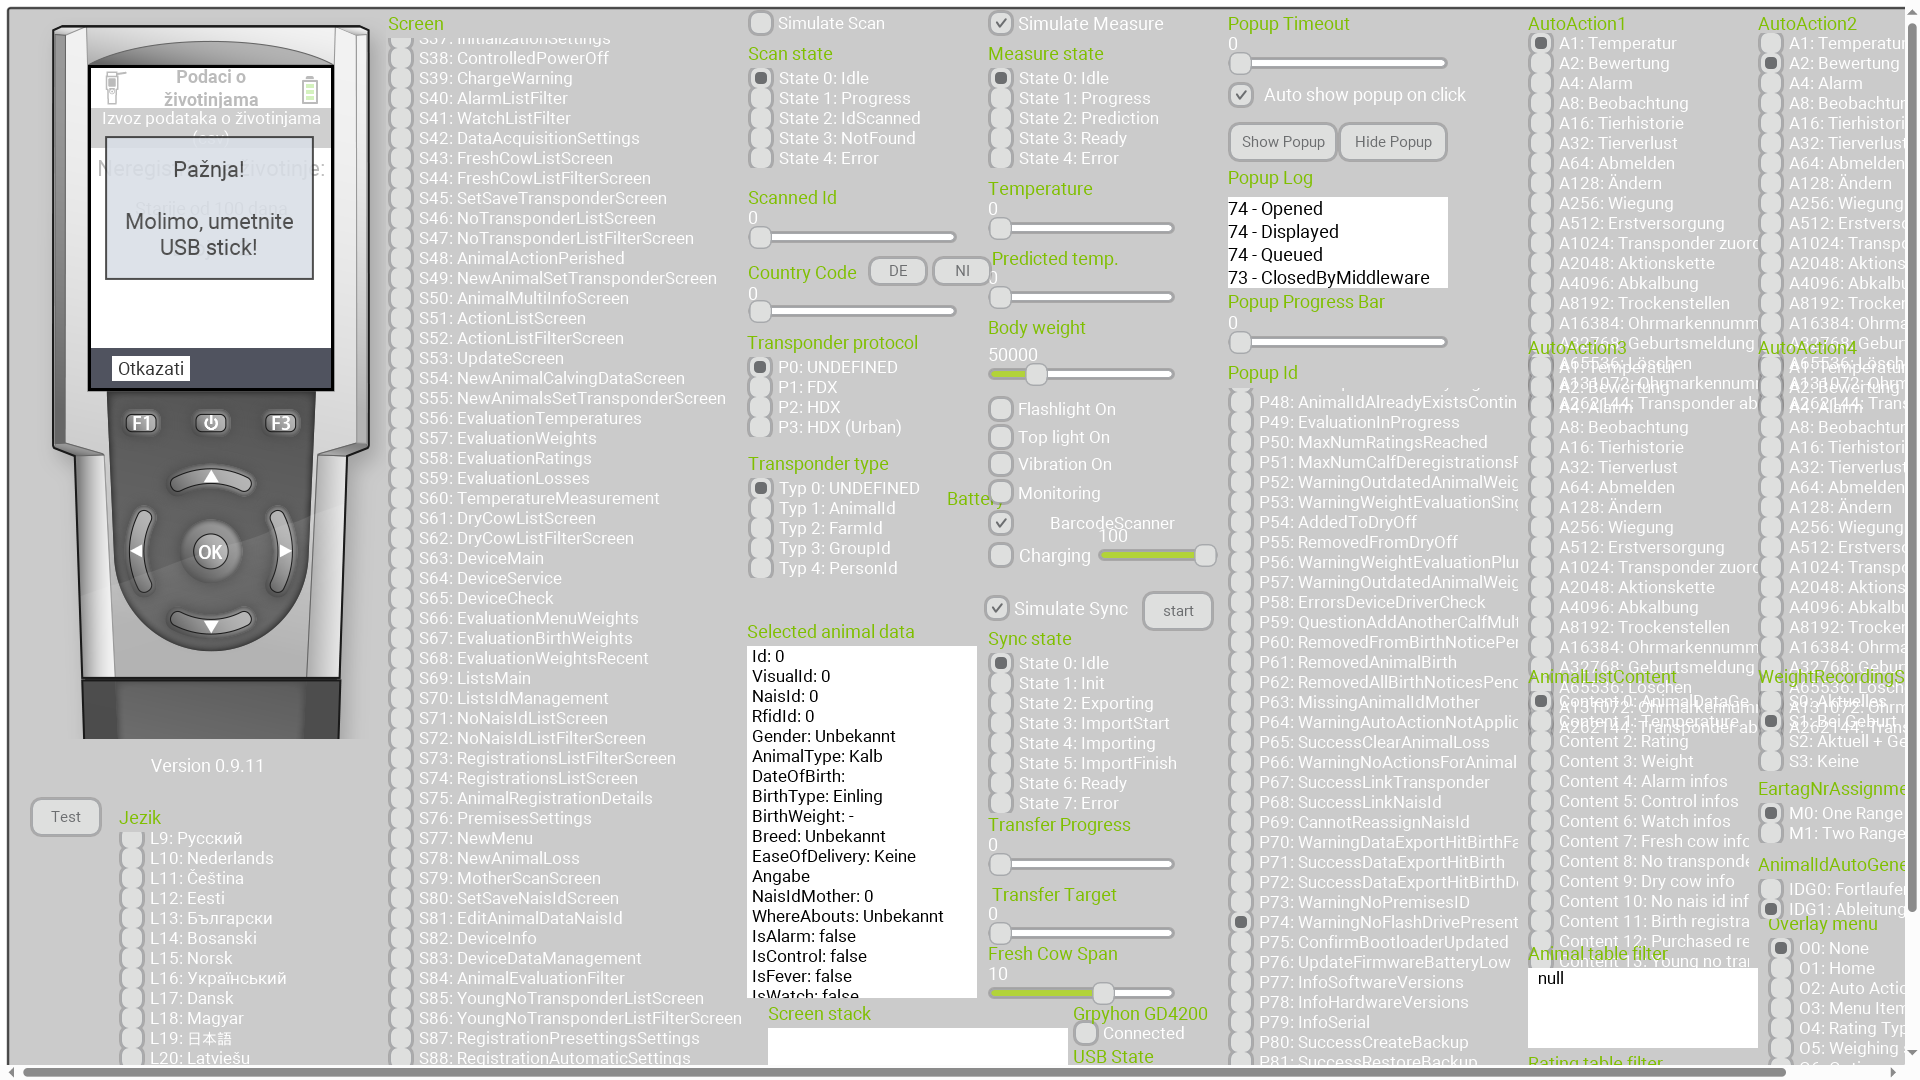 Podaci o
životinjama
Izvoz podataka o životinjama
Pažnja!
Molimo, umetnite
USB stick!
Otkazati
F1
F3
OK
Version 0.9.11
Test
Jezik
L9: Русский
L10: Nederlands
L11: Čeština
L12: Eesti
L13: Български
L14: Bosanski
L15: Norsk
L16: Український
L17: Dansk
L18: Magyar
L19: 日本語
L20: Latviešu
Screen
S37: InitializationSettings
S38: ControlledPowerOff
S39: ChargeWarning
S40: AlarmListFilter
S41: WatchListFilter
S42: DataAcquisitionSettings
S43: FreshCowListScreen
S44: FreshCowListFilterScreen
S45: SetSaveTransponderScreen
S46: NoTransponderListScreen
S47: NoTransponderListFilterScreen
S48: AnimalActionPerished
S49: NewAnimalSetTransponderScreen
S50: AnimalMultiInfoScreen
S51: ActionListScreen
S52: ActionListFilterScreen
S53: UpdateScreen
S54: NewAnimalCalvingDataScreen
S55: NewAnimalsSetTransponderScreen
S56: EvaluationTemperatures
S57: EvaluationWeights
S58: EvaluationRatings
S59: EvaluationLosses
S60: TemperatureMeasurement
S61: DryCowListScreen
S62: DryCowListFilterScreen
S63: DeviceMain
S64: DeviceService
S65: DeviceCheck
S66: EvaluationMenuWeights
S67: EvaluationBirthWeights
S68: EvaluationWeightsRecent
S69: ListsMain
S70: ListsIdManagement
S71: NoNaisIdListScreen
S72: NoNaisIdListFilterScreen
S73: RegistrationsListFilterScreen
S74: RegistrationsListScreen
S75: AnimalRegistrationDetails
S76: PremisesSettings
S77: NewMenu
S78: NewAnimalLoss
S79: MotherScanScreen
S80: SetSaveNaisIdScreen
S81: EditAnimalDataNaisId
S82: DeviceInfo
S83: DeviceDataManagement
S84: AnimalEvaluationFilter
S85: YoungNoTransponderListScreen
S86: YoungNoTransponderListFilterScreen
S87: RegistrationPresettingsSettings
S88: RegistrationAutomaticSettings
Simulate Scan
Scan state
State 0: Idle
State 1: Progress
State 2: IdScanned
State 3: NotFound
State 4: Error
Scanned Id
0
Country Code
DE
NI
0
Transponder protocol
P0: UNDEFINED
P1: FDX
P2: HDX
P3: HDX (Urban)
Transponder type
Typ 0: UNDEFINED
Typ 1: AnimalId
Typ 2: FarmId
Typ 3: GroupId
Typ 4: PersonId
Selected animal data
Id: 0
VisualId: 0
NaisId: 0
RfidId: 0
Gender: Unbekannt
AnimalType: Kalb
DateOfBirth:
BirthType: Einling
BirthWeight: -
Breed: Unbekannt
EaseOfDelivery: Keine
Angabe
NaisIdMother: 0
WhereAbouts: Unbekannt
IsAlarm: false
IsControl: false
IsFever: false
IsWatch: false
Screen stack
Simulate Measure
Measure state
State 0: Idle
State 1: Progress
State 2: Prediction
State 3: Ready
State 4: Error
Temperature
0
Predicted temp.
0
Body weight
50000
Flashlight On
Top light On
Vibration On
Monitoring
Battery
BarcodeScanner
100
Charging
Simulate Sync
start
Sync state
State 0: Idle
State 1: Init
State 2: Exporting
State 3: ImportStart
State 4: Importing
State 5: ImportFinish
State 6: Ready
State 7: Error
Transfer Progress
0
Transfer Target
0
Fresh Cow Span
10
Grpyhon GD4200
Connected
USB State
Popup Timeout
0
Auto show popup on click
Show Popup
Hide Popup
Popup Log
74 - Opened
74 - Displayed
74 - Queued
73 - ClosedByMiddleware
Popup Progress Bar
0
Popup Id
P48: AnimalIdAlreadyExistsContin
P49: EvaluationInProgress
P50: MaxNumRatingsReached
P51: MaxNumCalfDeregistrationsF
P52: WarningOutdatedAnimalWeig
P53: WarningWeightEvaluationSing
P54: AddedToDryOff
P55: RemovedFromDryOff
P56: WarningWeightEvaluationPlur
P57: WarningOutdatedAnimalWeig
P58: ErrorsDeviceDriverCheck
P59: QuestionAddAnotherCalfMult
P60: RemovedFromBirthNoticePen
P61: RemovedAnimalBirth
P62: RemovedAllBirthNoticesPend
P63: MissingAnimalIdMother
P64: WarningAutoActionNotApplic
P65: SuccessClearAnimalLoss
P66: WarningNoActionsForAnimal
P67: SuccessLinkTransponder
P68: SuccessLinkNaisId
P69: CannotReassignNaisId
P70: WarningDataExportHitBirthFa
P71: SuccessDataExportHitBirth
P72: SuccessDataExportHitBirthDe
P73: WarningNoPremisesID
P74: WarningNoFlashDrivePresent
P75: ConfirmBootloaderUpdated
P76: UpdateFirmwareBatteryLow
P77: InfoSoftwareVersions
P78: InfoHardwareVersions
P79: InfoSerial
P80: SuccessCreateBackup
P81: SuccessRestoreBackup
AutoAction1
A1: Temperatur
A2: Bewertung
A4: Alarm
A8: Beobachtung
A16: Tierhistorie
A32: Tierverlust
A64: Abmelden
A128: Ändern
A256: Wiegung
A512: Erstversorgung
A1024: Transponder zuord
A2048: Aktionskette
A4096: Abkalbung
A8192: Trockenstellen
A16384: Ohrmarkennumm
A32768: Geburtsmeldung
AutoAction3
A8: Beobachtung
A16: Tierhistorie
A32: Tierverlust
A64: Abmelden
A128: Ändern
A256: Wiegung
A512: Erstversorgung
A1024: Transponder zuord
A2048: Aktionskette
A4096: Abkalbung
A8192: Trockenstellen
A16384: Ohrmarkennumm
A32768: Geburtsmeldung
AnimalListContent
Content 0: AnimalDataGe
Content 1: Temperature
Content 2: Rating
Content 3: Weight
Content 4: Alarm infos
Content 5: Control infos
Content 6: Watch infos
Content 7: Fresh cow info
Content 8: No transponde
Content 9: Dry cow info
Content 10: No nais id inf
Content 11: Birth registra
Content 12: Purchased re
Animal table filter
null
Rating table filter
AutoAction2
A1: Temperatur
A2: Bewertung
A4: Alarm
A8: Beobachtung
A16: Tierhistori
A32: Tierverlust
A64: Abmelden
A128: Ändern
A256: Wiegung
A512: Erstverso
A1024: Transpo
A2048: Aktions
A4096: Abkalbu
A8192: Trocken
A16384: Ohrma
AutoAction4
A8: Beobachtur
A16: Tierhistori
A32: Tierverlust
A64: Abmelden
A128: Ändern
A256: Wiegung
A512: Erstverso
A1024: Transpo
A2048: Aktions
A4096: Abkalbu
A8192: Trocken
A16384: Ohrma
A32768: Gebur
WeightRecordingS
S0: Aktuelles
S1: Bei Geburt
S2: Aktuell + Ge
S3: Keine
EartagNrAssignme
M0: One Range
M1: Two Range
AnimalIdAutoGene
IDG0: Fortlaufer
IDG1: Ableitung
Overlay menu
O0: None
O1: Home
O2: Auto Actio
O3: Menu Item
O4: Rating Typ
O5: Weighing